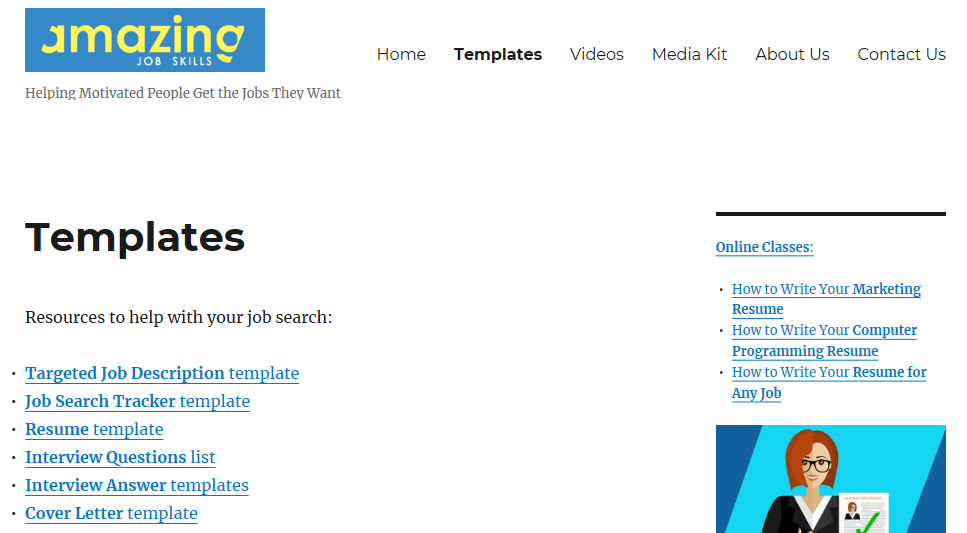 amazing
JOB SKILLS
Helping Motivated People Get the Jobs They Want
Home Templates Videos Media Kit About Us Contact Us
Templates
Resources to help with your job search:
• Targeted Job Description template
• Job Search Tracker template
• Resume template
• Interview Questions list
• Interview Answer templates
• Cover Letter template
Online Classes:
• How to Write Your Marketing
Resume
• How to Write Your Computer
Programming Resume
• How to Write Your Resume for
Any Job